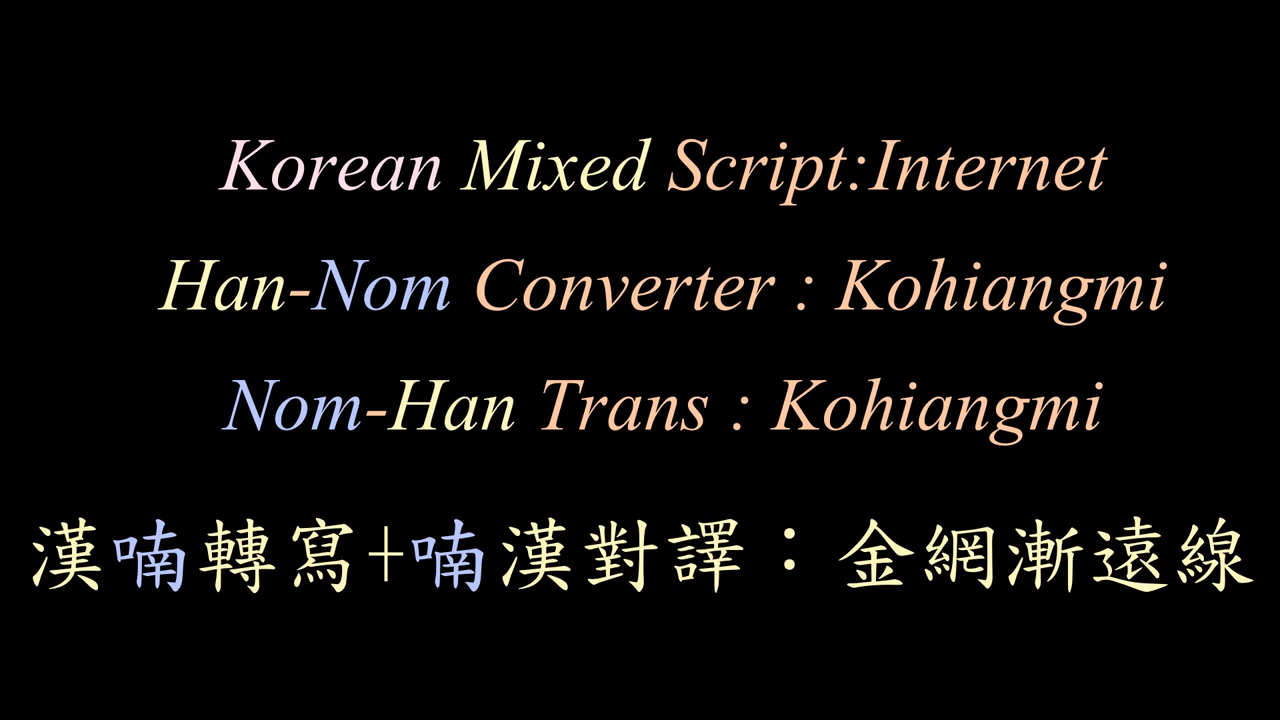 Korean Mixed Script:Internet
Han-Nom Converter : Kohiangmi
Nom-Han Trans : Kohiangmi
漢喃轉寫+喃漢對譯：金網漸遠線